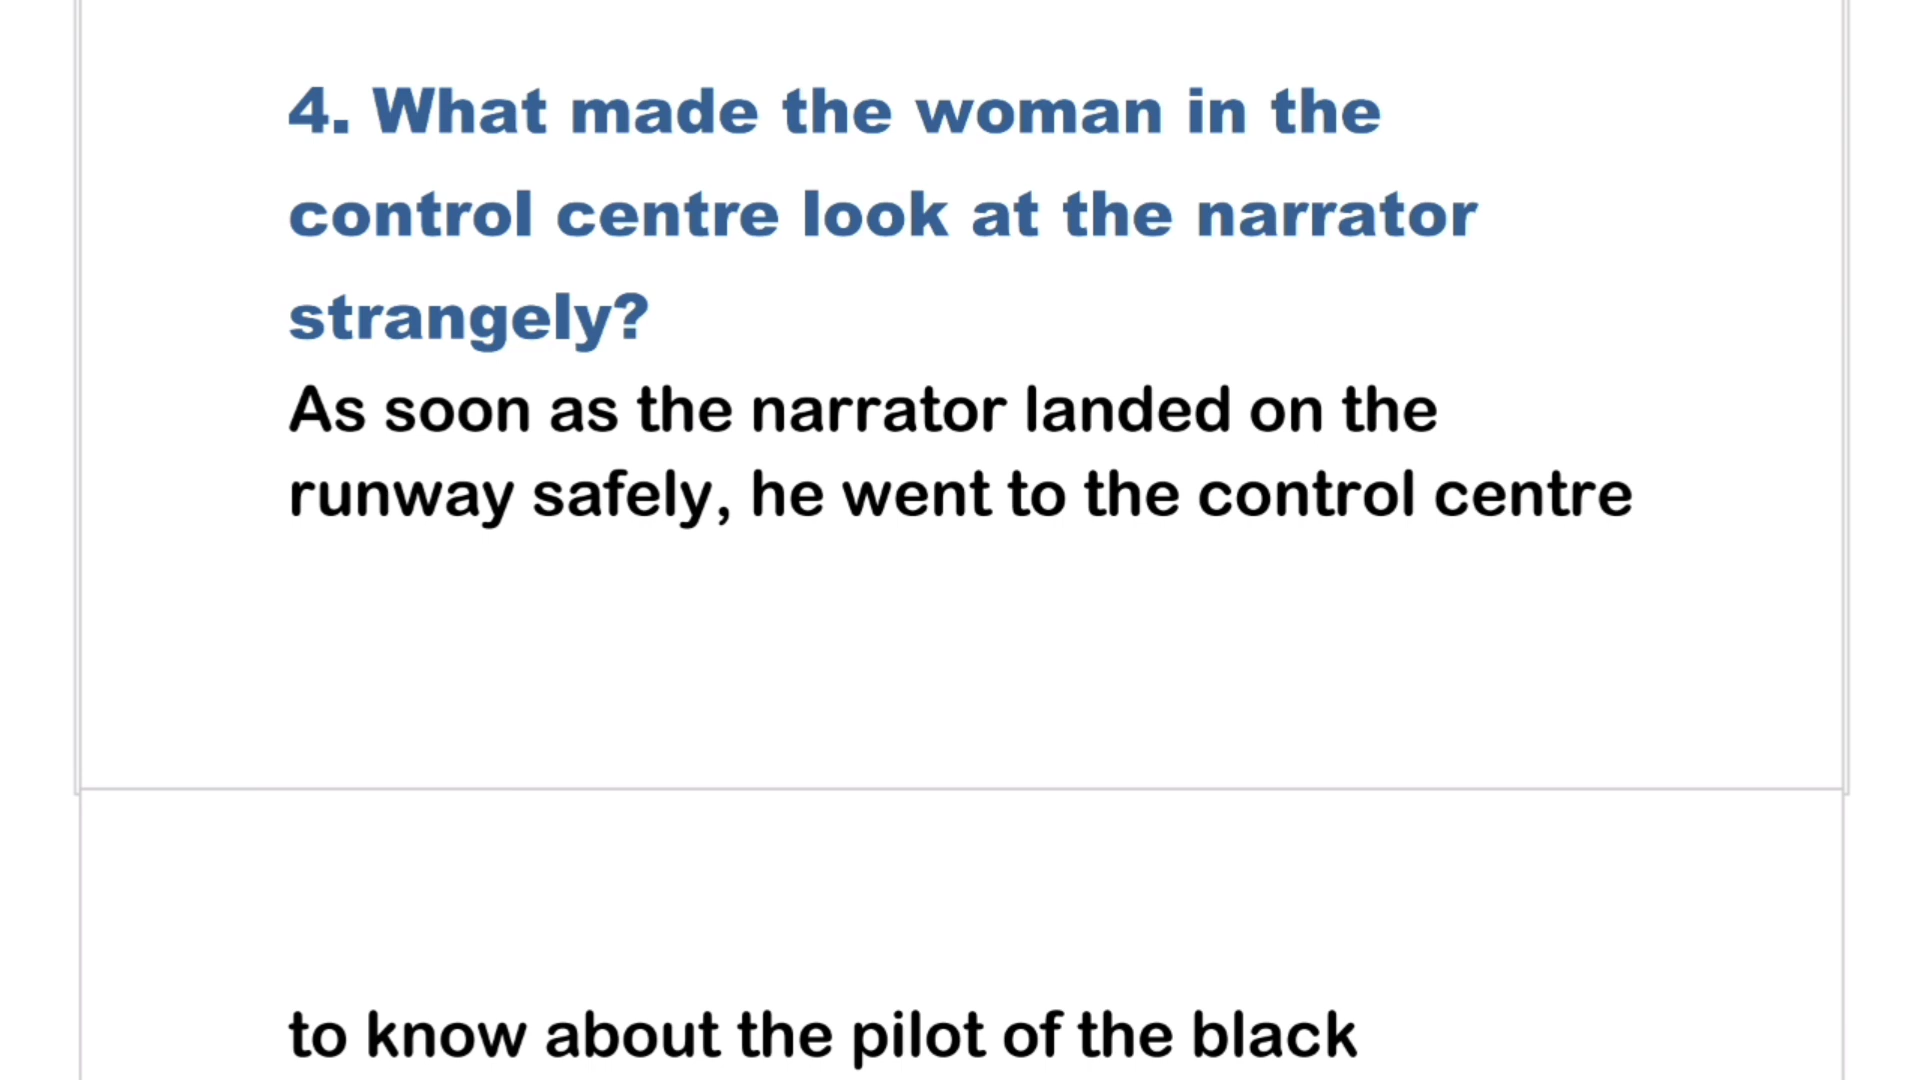 4. What made the woman in the
control centre look at the narrator
strangely?
As soon as the narrator landed on the
runway safely, he went to the control centre
to know about the pilot of the black